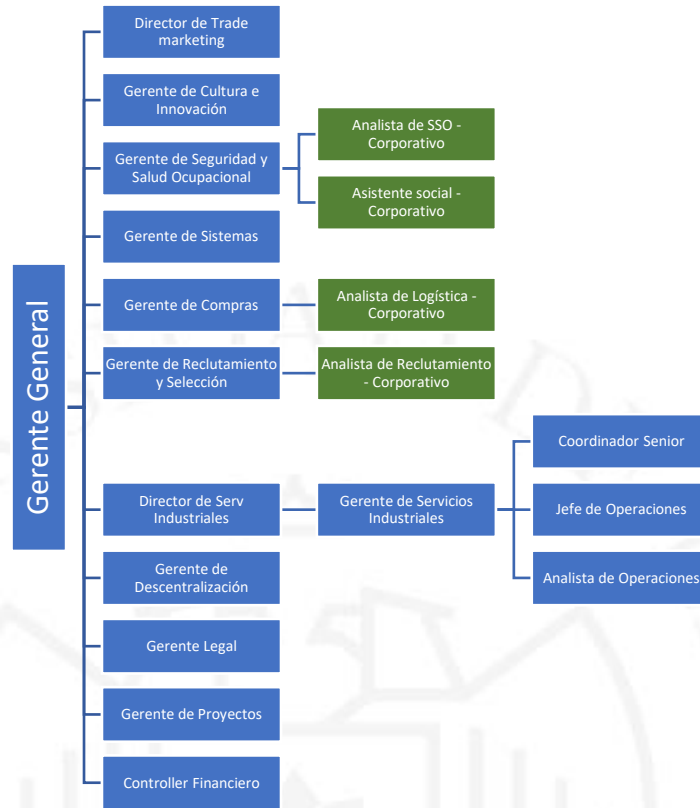 Director de Trade
marketing
Gerente de Cultura e
Innovación
Gerente de Seguridad y
Salud Ocupacional
Analista de SSO -
Corporativo
Asistente social -
Corporativo
Gerente de Sistemas
Gerente General
Gerente de Compras
Analista de Logística -
Corporativo
Gerente de Reclutamiento
y Selección
Analista de Reclutamiento
- Corporativo
Director de Serv
Industriales
Gerente de Servicios
Industriales
Coordinador Senior
Jefe de Operaciones
Analista de Operaciones
Gerente de
Descentralización
Gerente Legal
Gerente de Proyectos
Controller Financiero